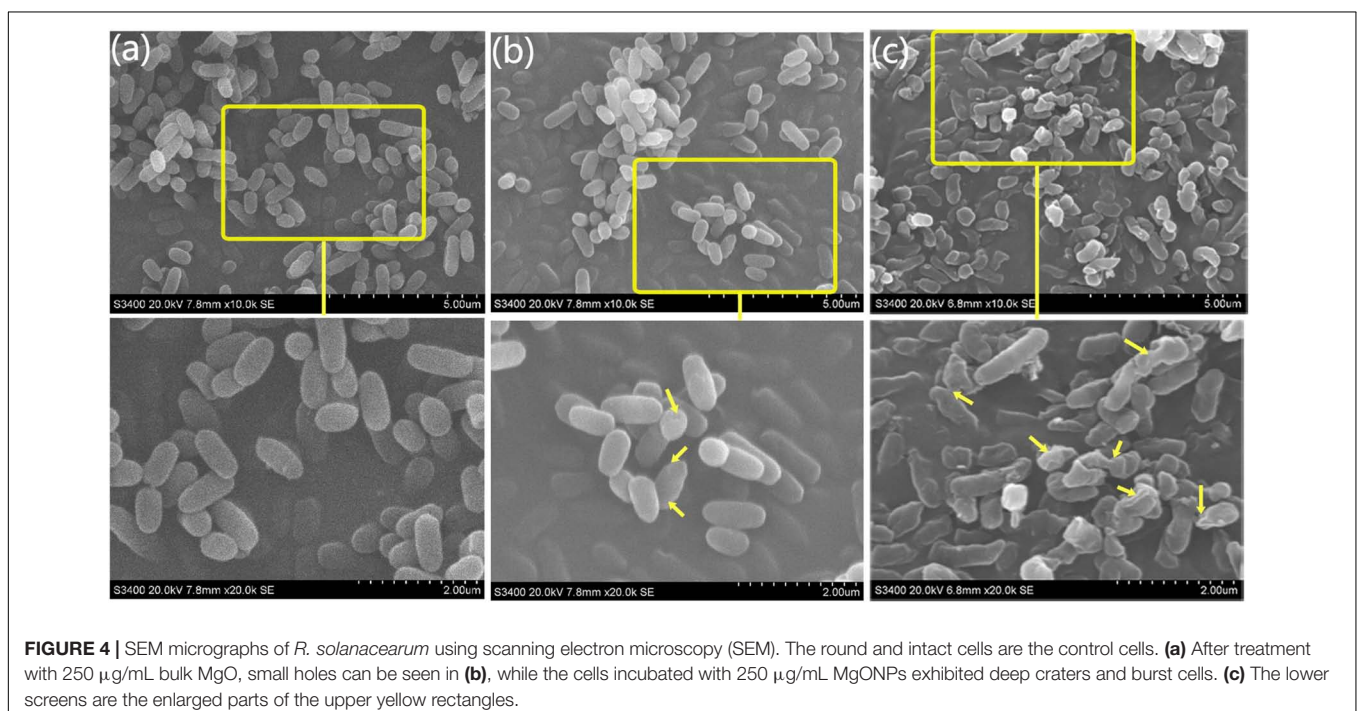 (a)
(b)
(c)
S3400 20.0kV 7.8mm x10.0k SE 5.00um
S3400 20.0kV 7.8mm x10.0k SE 5.00um
S3400 20.0kV 6.8mm x10.0k SE 5.00um
S3400 20.0kV 7.8mm x20.0k SE 2.00um
S3400 20.0kV 7.8mm x20.0k SE 2.00um
S3400 20.0kV 6.8mm x20.0k SE 2.00um
FIGURE 4 | SEM micrographs of R. solanacearum using scanning electron microscopy (SEM). The round and intact cells are the control cells. (a) After treatment
with 250 μg/mL bulk MgO, small holes can be seen in (b), while the cells incubated with 250 μg/mL MgONPs exhibited deep craters and burst cells. (c) The lower
screens are the enlarged parts of the upper yellow rectangles.